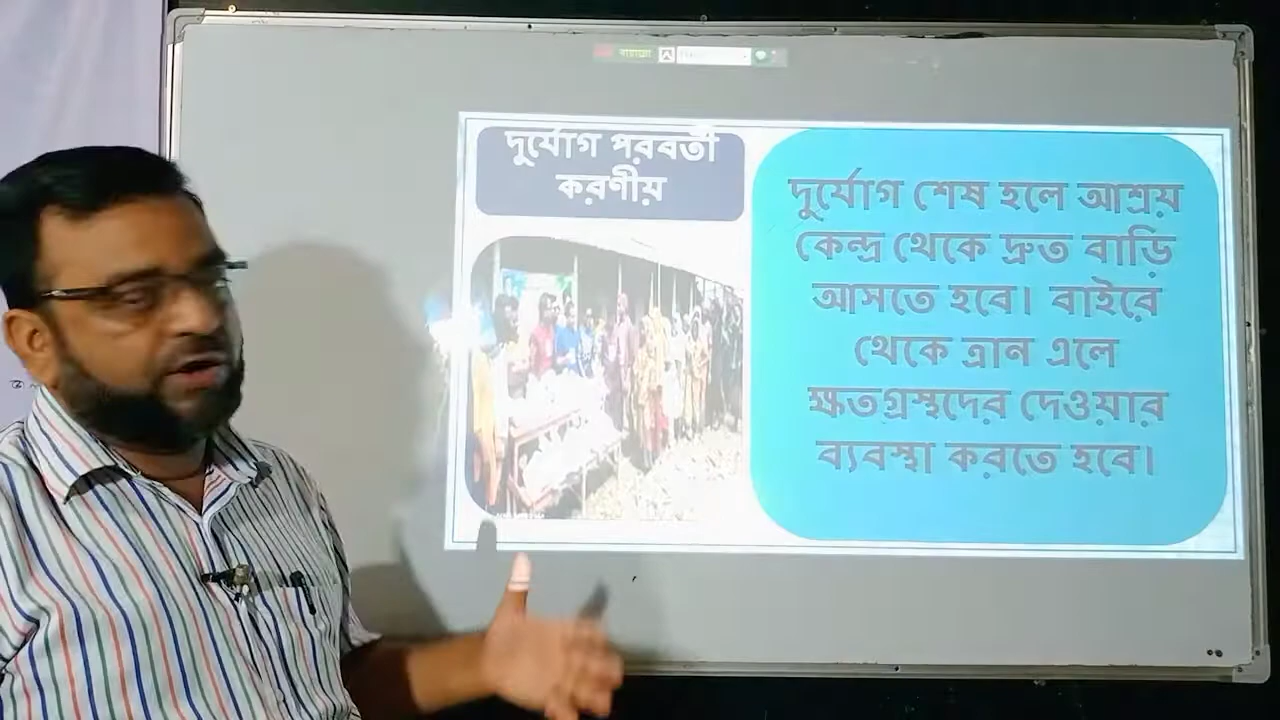 দুর্যোগ পরবর্তী
করণীয়
দুর্যোগ শেষ হলে আশ্রয়
কেন্দ্র থেকে দ্রুত বাড়ি
আসতে হবে। বাইরে
থেকে ত্রান এলে
ক্ষতগ্রস্থদের দেওয়ার
ব্যবস্থা করতে হবে।